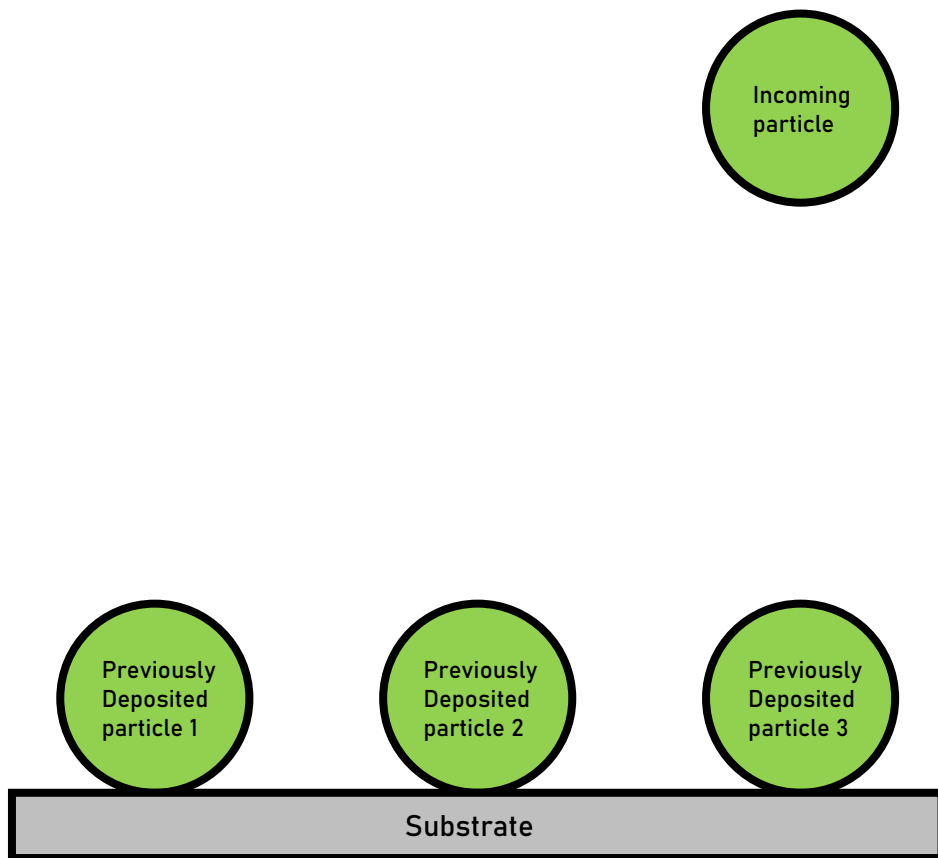 Incoming
particle
Previously
Deposited
particle 1
Previously
Deposited
particle 2
Previously
Deposited
particle 3
Substrate